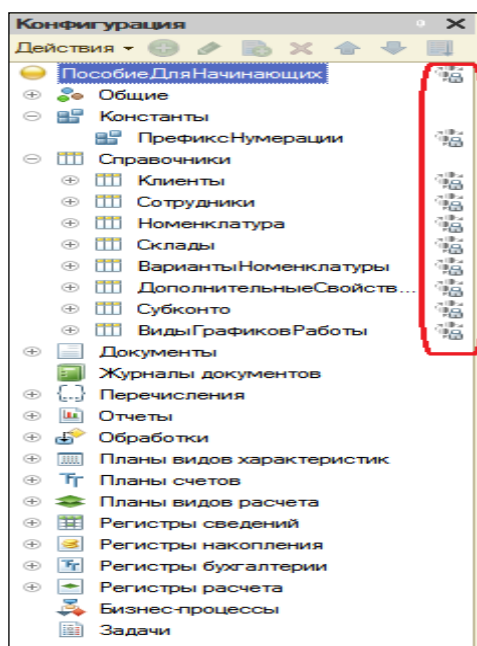 Конфигурация
Действия
ПособиеДляНачинающих
Общие
Константы
ПрефиксНумерации
Справочники
Клиенты
Сотрудники
Номенклатура
Склады
ВариантыНоменклатуры
ДополнительныеСвойств...
Субконто
ВидыГрафиковРаботы
Документы
Журналы документов
Перечисления
Отчеты
Обработки
Планы видов характеристик
Планы счетов
Планы видов расчета
Регистры сведений
Регистры накопления
Регистры бухгалтерии
Регистры расчета
Бизнес-процессы
Задачи